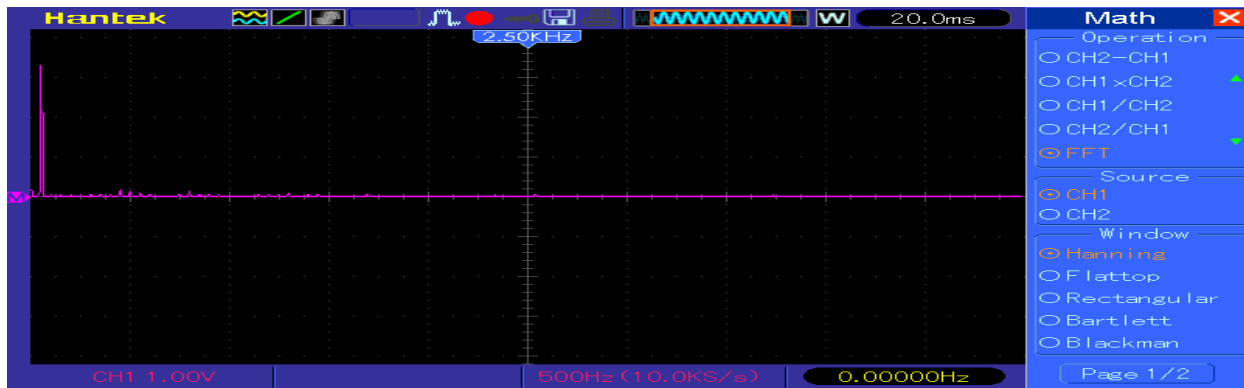 Hantek W 20.0ms Math
2.50KHz
Operation
CH2-CH1
CH1×CH2
CH1/CH2
CH2/CH1
FFT
Source
CH1
CH2
Window
Hanning
Flattop
Rectangular
Bartlett
Blackman
M
CH1 1.00V 500Hz(10.0KS/s) 0.00000Hz Page 1/2